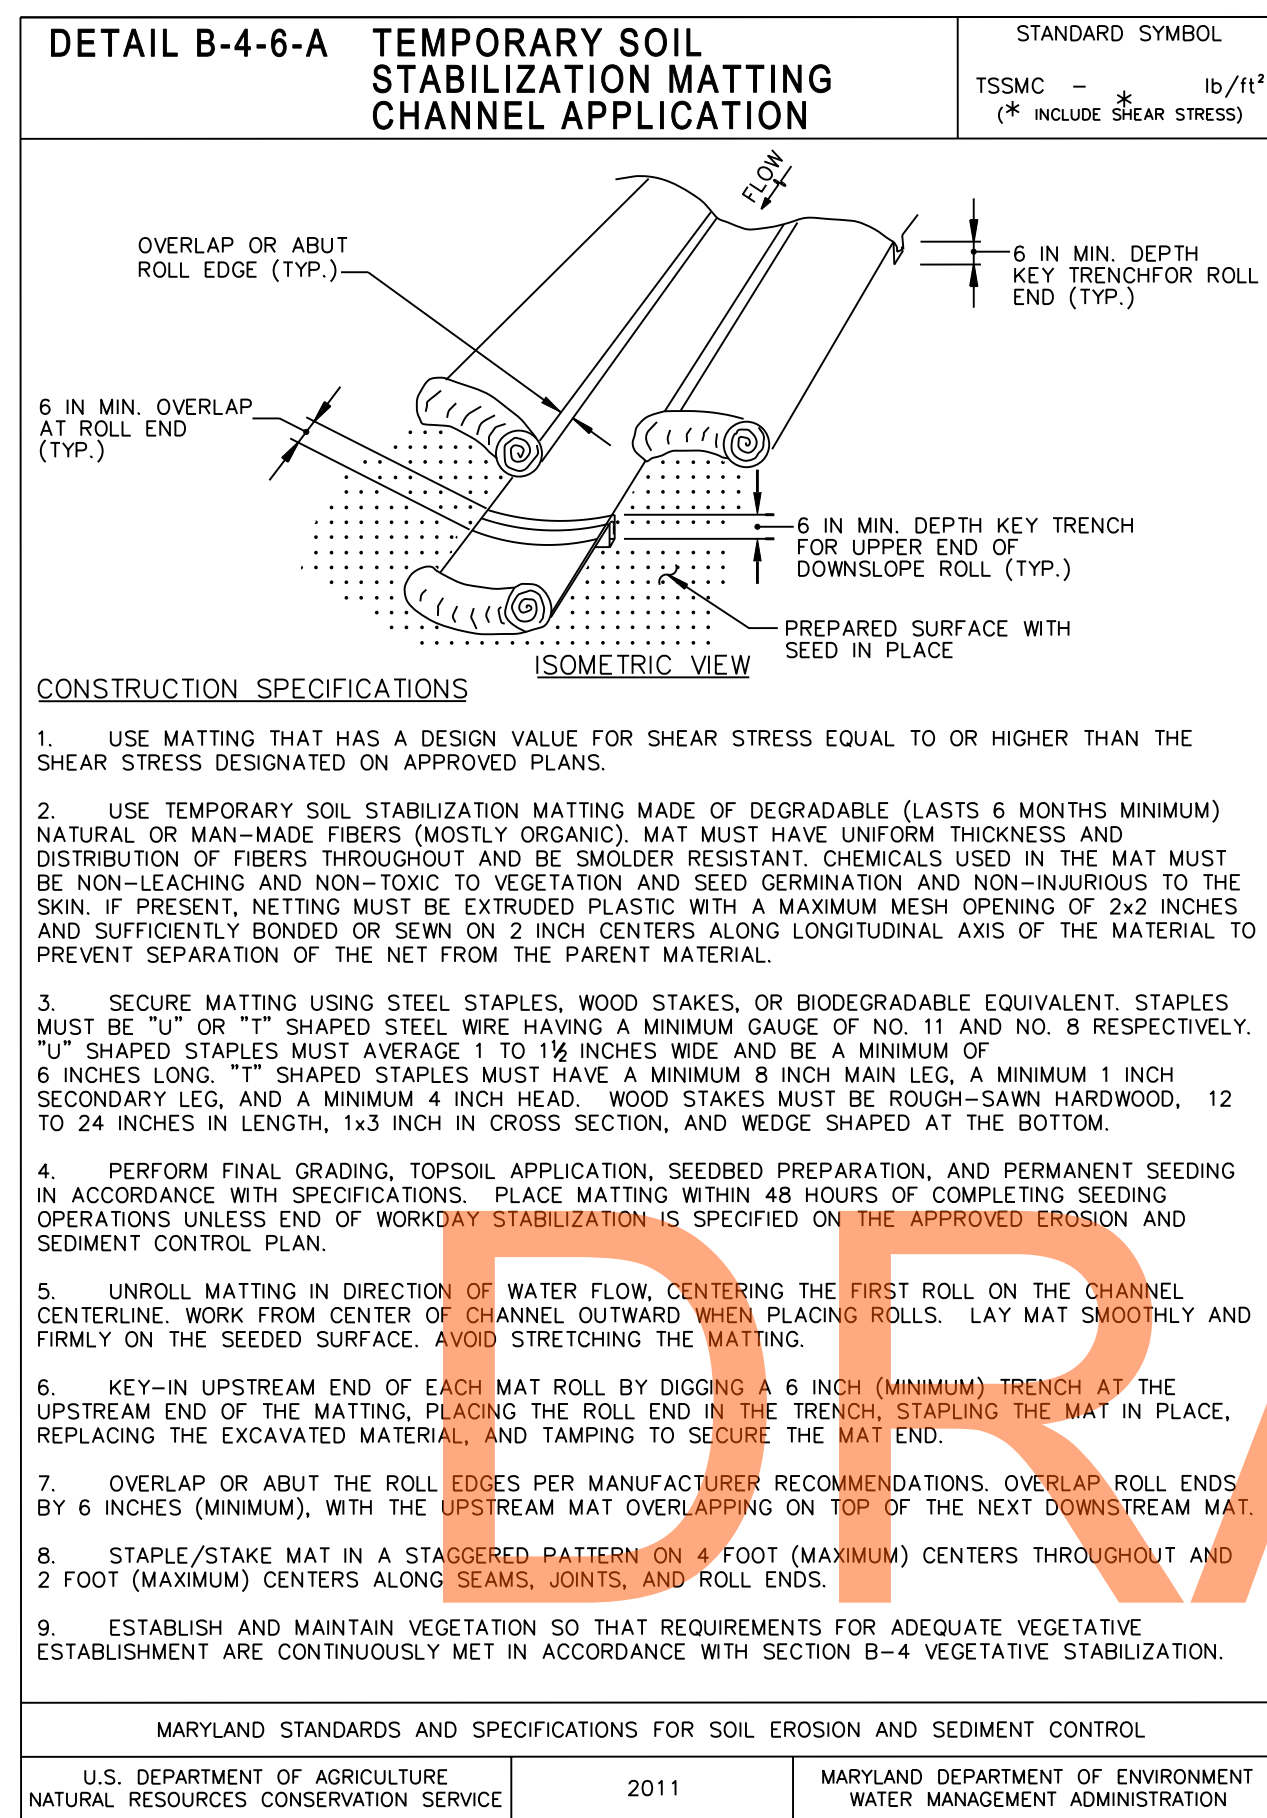 DETAIL B-4-6-A TEMPORARY SOIL
STABILIZATION MATTING
CHANNEL APPLICATION
STANDARD SYMBOL
TSSMC - * lb/ft²
(* INCLUDE SHEAR STRESS)
FLOW
OVERLAP OR ABUT
ROLL EDGE (TYP.)
6 IN MIN. DEPTH
KEY TRENCHFOR ROLL
END (TYP.)
6 IN MIN. OVERLAP
AT ROLL END
(TYP.)
6 IN MIN. DEPTH KEY TRENCH
FOR UPPER END OF
DOWNSLOPE ROLL (TYP.)
PREPARED SURFACE WITH
SEED IN PLACE
ISOMETRIC VIEW
CONSTRUCTION SPECIFICATIONS
1. USE MATTING THAT HAS A DESIGN VALUE FOR SHEAR STRESS EQUAL TO OR HIGHER THAN THE
SHEAR STRESS DESIGNATED ON APPROVED PLANS.
2. USE TEMPORARY SOIL STABILIZATION MATTING MADE OF DEGRADABLE (LASTS 6 MONTHS MINIMUM)
NATURAL OR MAN-MADE FIBERS (MOSTLY ORGANIC). MAT MUST HAVE UNIFORM THICKNESS AND
DISTRIBUTION OF FIBERS THROUGHOUT AND BE SMOLDER RESISTANT. CHEMICALS USED IN THE MAT MUST
BE NON-LEACHING AND NON-TOXIC TO VEGETATION AND SEED GERMINATION AND NON-INJURIOUS TO THE
SKIN. IF PRESENT, NETTING MUST BE EXTRUDED PLASTIC WITH A MAXIMUM MESH OPENING OF 2x2 INCHES
AND SUFFICIENTLY BONDED OR SEWN ON 2 INCH CENTERS ALONG LONGITUDINAL AXIS OF THE MATERIAL TO
PREVENT SEPARATION OF THE NET FROM THE PARENT MATERIAL.
3. SECURE MATTING USING STEEL STAPLES, WOOD STAKES, OR BIODEGRADABLE EQUIVALENT. STAPLES
MUST BE "U" OR "T" SHAPED STEEL WIRE HAVING A MINIMUM GAUGE OF NO. 11 AND NO. 8 RESPECTIVELY.
"U" SHAPED STAPLES MUST AVERAGE 1 TO 1½ INCHES WIDE AND BE A MINIMUM OF
6 INCHES LONG. "T" SHAPED STAPLES MUST HAVE A MINIMUM 8 INCH MAIN LEG, A MINIMUM 1 INCH
SECONDARY LEG, AND A MINIMUM 4 INCH HEAD. WOOD STAKES MUST BE ROUGH-SAWN HARDWOOD, 12
TO 24 INCHES IN LENGTH, 1x3 INCH IN CROSS SECTION, AND WEDGE SHAPED AT THE BOTTOM.
4. PERFORM FINAL GRADING, TOPSOIL APPLICATION, SEEDBED PREPARATION, AND PERMANENT SEEDING
IN ACCORDANCE WITH SPECIFICATIONS. PLACE MATTING WITHIN 48 HOURS OF COMPLETING SEEDING
OPERATIONS UNLESS END OF WORKDAY STABILIZATION IS SPECIFIED ON THE APPROVED EROSION AND
SEDIMENT CONTROL PLAN.
5. UNROLL MATTING IN DIRECTION OF WATER FLOW, CENTERING THE FIRST ROLL ON THE CHANNEL
CENTERLINE. WORK FROM CENTER OF CHANNEL OUTWARD WHEN PLACING ROLLS. LAY MAT SMOOTHLY AND
FIRMLY ON THE SEEDED SURFACE. AVOID STRETCHING THE MATTING.
6. KEY-IN UPSTREAM END OF EACH MAT ROLL BY DIGGING A 6 INCH (MINIMUM) TRENCH AT THE
UPSTREAM END OF THE MATTING, PLACING THE ROLL END IN THE TRENCH, STAPLING THE MAT IN PLACE,
REPLACING THE EXCAVATED MATERIAL, AND TAMPING TO SECURE THE MAT END.
7. OVERLAP OR ABUT THE ROLL EDGES PER MANUFACTURER RECOMMENDATIONS. OVERLAP ROLL ENDS
BY 6 INCHES (MINIMUM), WITH THE UPSTREAM MAT OVERLAPPING ON TOP OF THE NEXT DOWNSTREAM MAT.
8. STAPLE/STAKE MAT IN A STAGGERED PATTERN ON 4 FOOT (MAXIMUM) CENTERS THROUGHOUT AND
2 FOOT (MAXIMUM) CENTERS ALONG SEAMS, JOINTS, AND ROLL ENDS.
9. ESTABLISH AND MAINTAIN VEGETATION SO THAT REQUIREMENTS FOR ADEQUATE VEGETATIVE
ESTABLISHMENT ARE CONTINUOUSLY MET IN ACCORDANCE WITH SECTION B-4 VEGETATIVE STABILIZATION.
DRA
MARYLAND STANDARDS AND SPECIFICATIONS FOR SOIL EROSION AND SEDIMENT CONTROL
U.S. DEPARTMENT OF AGRICULTURE
NATURAL RESOURCES CONSERVATION SERVICE
2011
MARYLAND DEPARTMENT OF ENVIRONMENT
WATER MANAGEMENT ADMINISTRATION